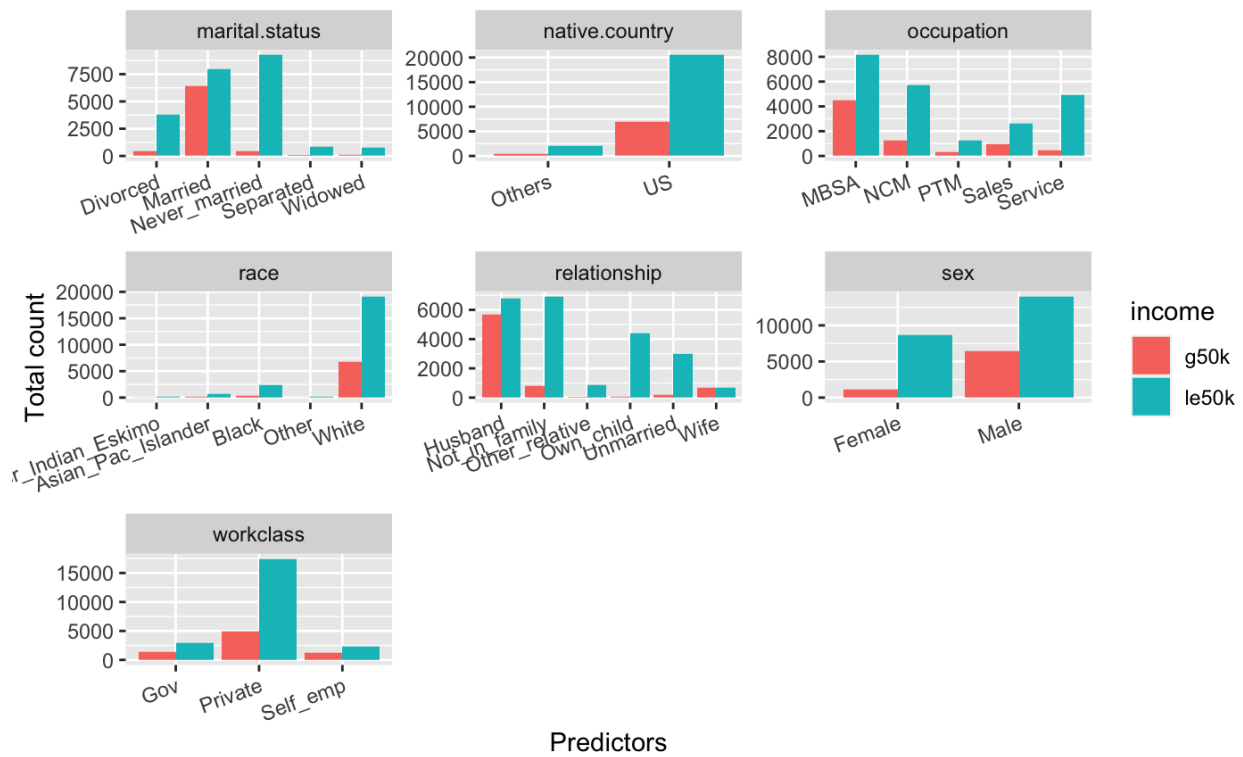 marital.status
native.country
occupation
7500
5000
2500
0
Divorced
Married
Never_married
Separated
Widowed
20000
15000
10000
5000
0
Others
US
8000
6000
4000
2000
0
MBSA
NCM
PTM
Sales
Service
Total count
race
relationship
sex
20000
15000
10000
5000
0
r_Indian_Eskimo
Asian_Pac_Islander
Black
Other
White
6000
4000
2000
0
Husband
Not_in_family
Other_relative
Own_child
Unmarried
Wife
10000
5000
0
Female
Male
income
g50k
le50k
workclass
15000
10000
5000
0
Gov
Private
Self_emp
Predictors